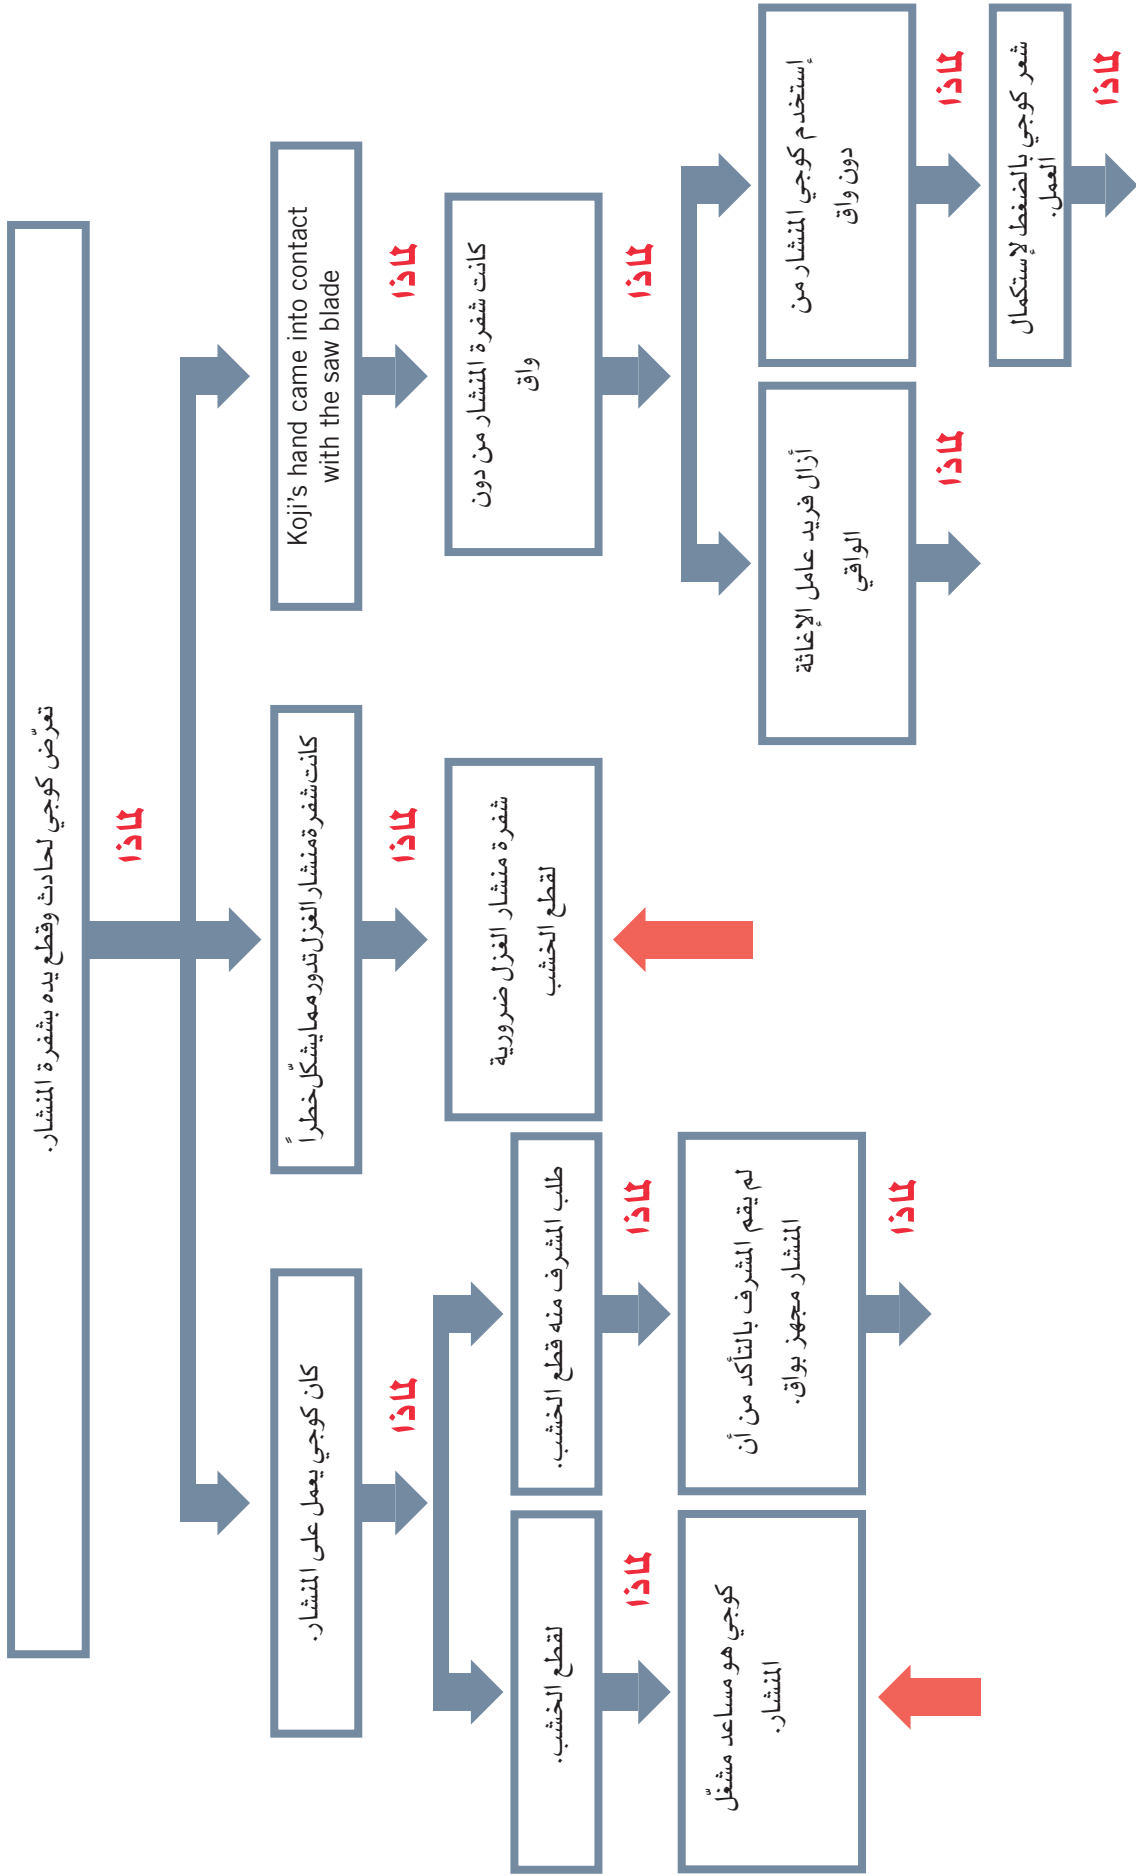 تعرّض كوجي لحادث وقطع يده بشفرة المنشار.
لماذا
كان كوجي يعمل على المنشار.
كانت شفرة منشار الغزل تدور مما يشكّل خطراً
Koji's hand came into contact
with the saw blade
لماذا
لماذا
لماذا
لقطع الخشب.
طلب المشرف منه قطع الخشب.
شفرة منشار الغزل ضرورية
لقطع الخشب
كانت شفرة المنشار من دون
واق
لماذا
لماذا
لماذا
كوجي هو مساعد مشغّل
المنشار.
لم يقم المشرف بالتأكد من أن
المنشار مجهز بواق.
لماذا
أزال فريد عامل الإغاثة
الواقي
إستخدم كوجي المنشار من
دون واق
لماذا
لماذا
شعر كوجي بالضغط لإستكمال
العمل.
لماذا